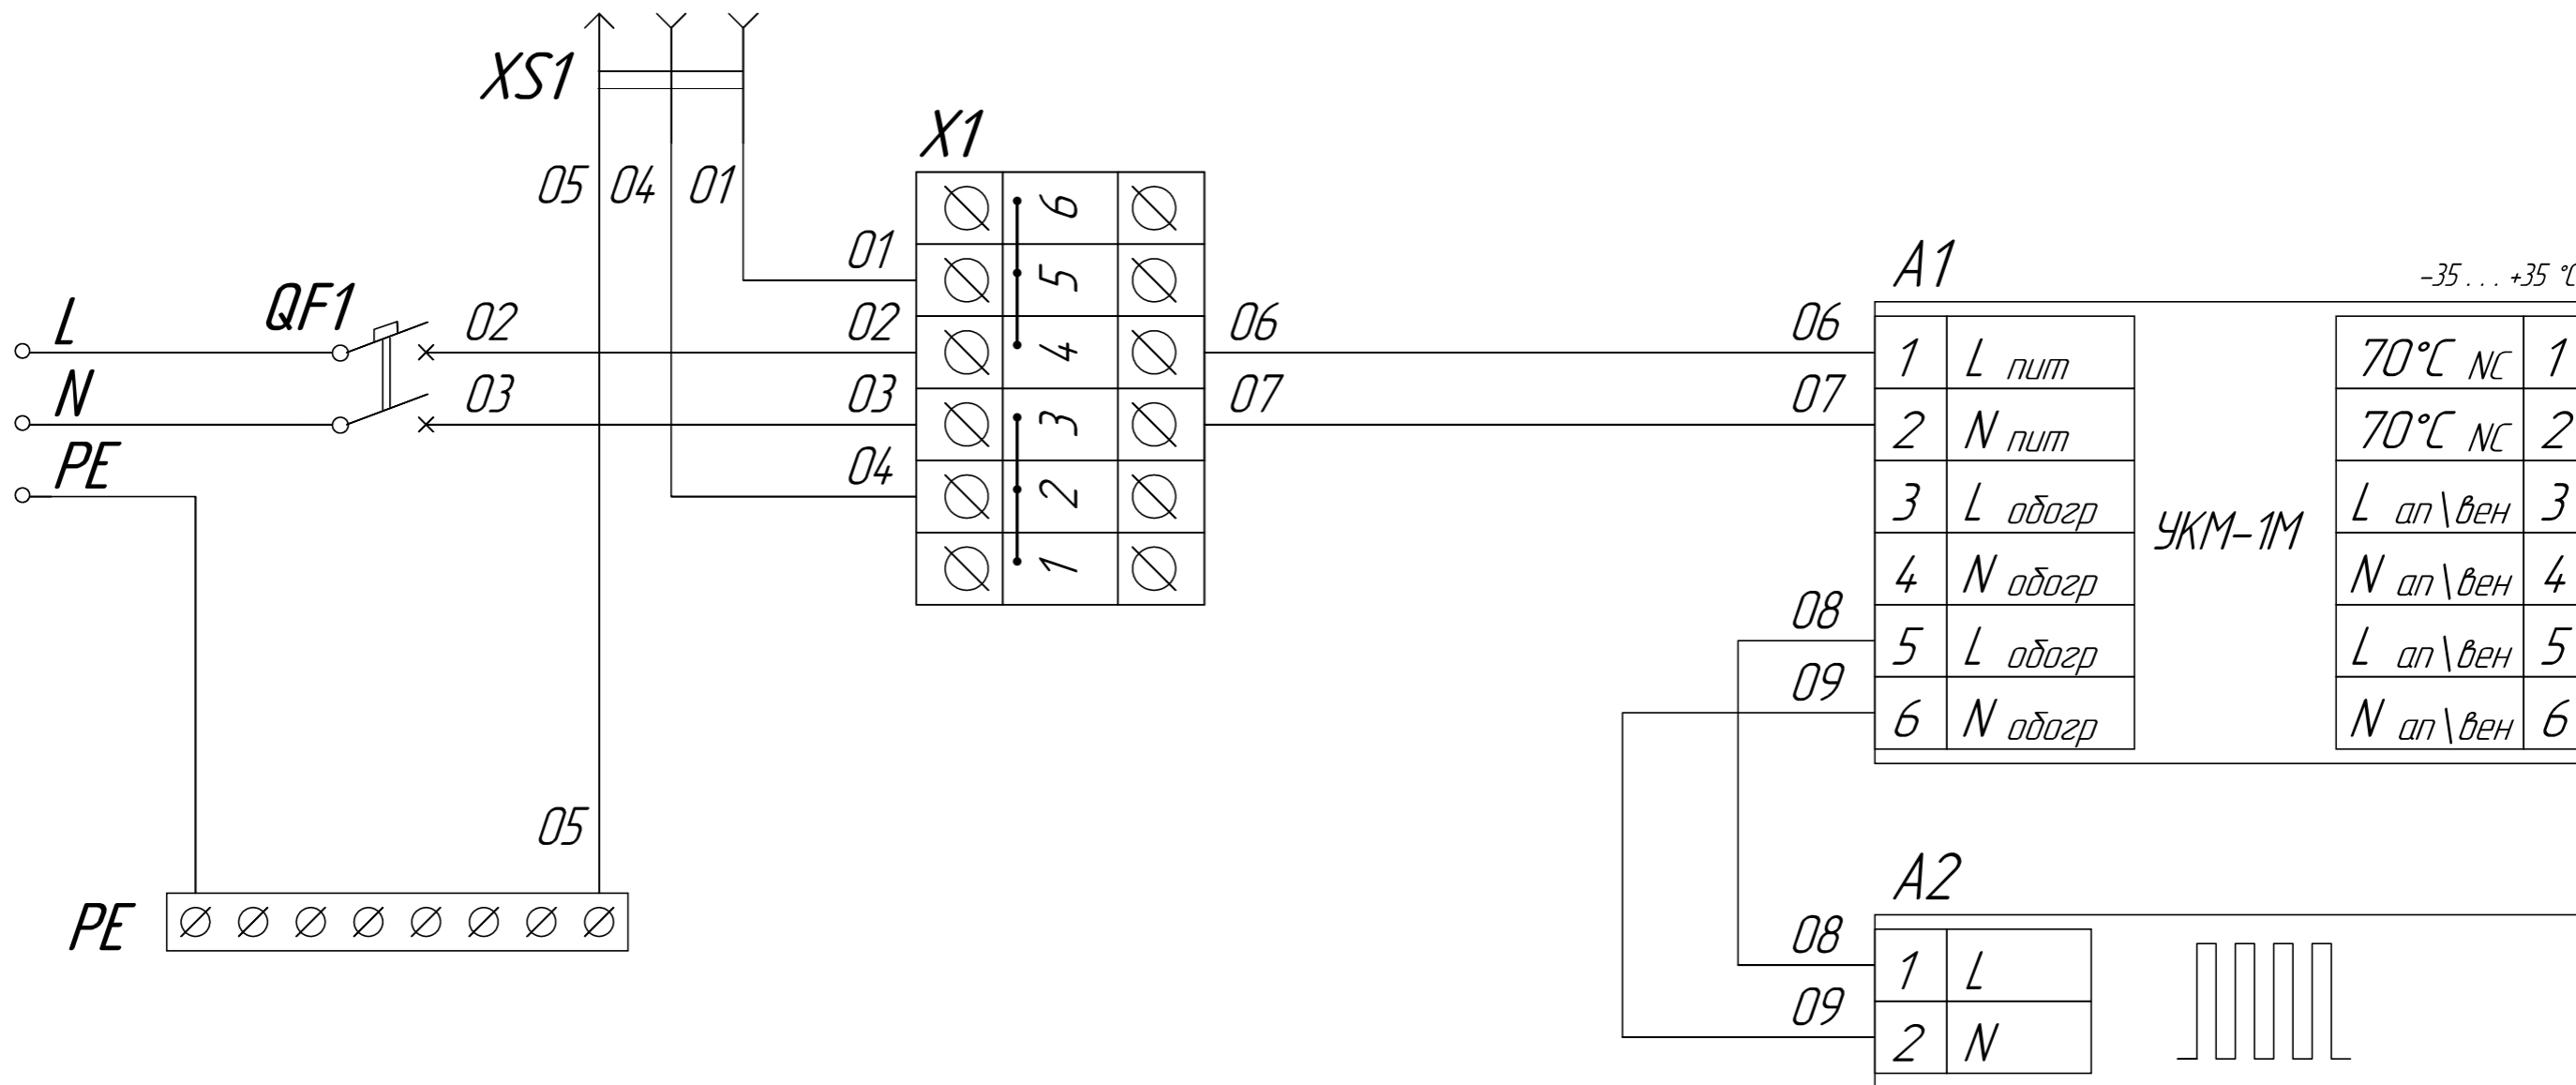 XS1
X1
05 04 01
6
01
5
A1
-35 . . . +35 °C
L QF1 02 02 4 06 06 1 L пит 70°C NC 1
N 03 03 3 07 07 2 N пит 70°C NC 2
PE 04 2 3 L обогр УКМ-1М L ап\вен 3
1 4 N обогр N ап\вен 4
08 5 L обогр L ап\вен 5
09 6 N обогр N ап\вен 6
05
A2
PE
08 1 L
09 2 N